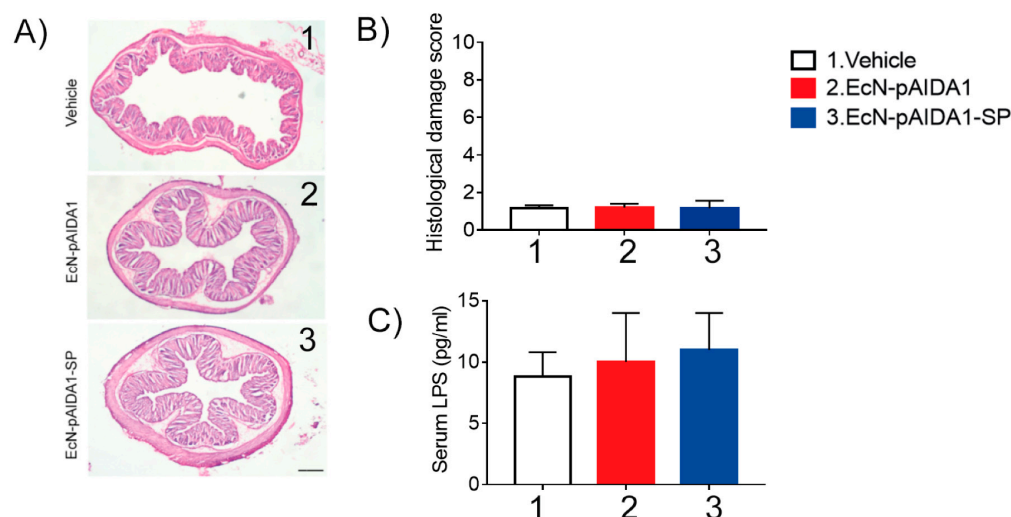 A)
Vehicle
1
EcN-pAIDA1
2
EcN-pAIDA1-SP
3
B)
Histological damage score
10
8
6
4
2
0
1 2 3
1.Vehicle
2.EcN-pAIDA1
3.EcN-pAIDA1-SP
C)
Serum LPS (pg/ml)
15
10
5
0
1 2 3